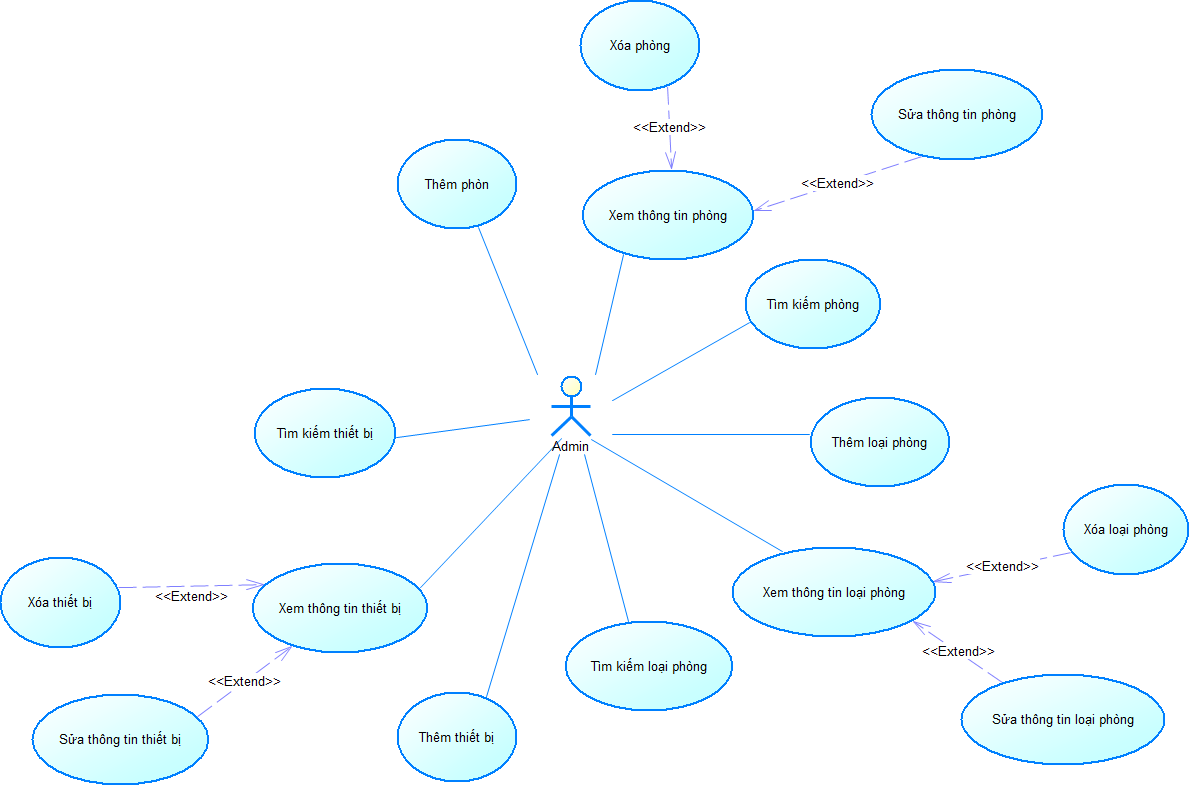 Xóa phòng
Sửa thông tin phòng
<<Extend>>
Thêm phòn
<<Extend>>
Xem thông tin phòng
Tìm kiếm phòng
Tìm kiếm thiết bị
Admin
Thêm loại phòng
Xóa loại phòng
<<Extend>>
Xem thông tin loại phòng
Xóa thiết bị
<<Extend>>
Xem thông tin thiết bị
<<Extend>>
Tìm kiếm loại phòng
<<Extend>>
Sửa thông tin loại phòng
Sửa thông tin thiết bị
Thêm thiết bị